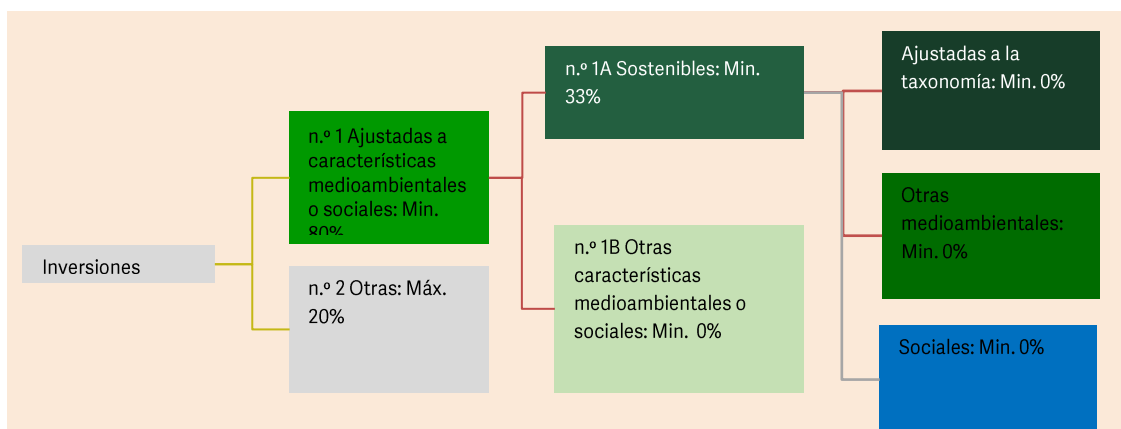 Inversiones
n.º 1 Ajustadas a
características
medioambientales
o sociales: Min.
80%
n.º 2 Otras: Máx.
20%
n.º 1A Sostenibles: Min.
33%
n.º 1B Otras
características
medioambientales o
sociales: Min. 0%
Ajustadas a la
taxonomía: Min. 0%
Otras
medioambientales:
Min. 0%
Sociales: Min. 0%